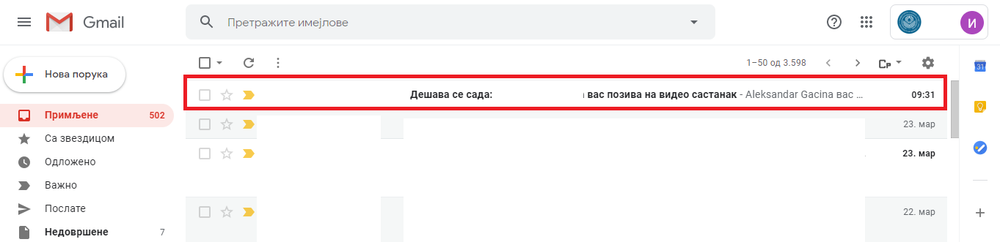 Gmail
Претражите имејлове
И
Нова порука
1–50 од 3.598
Ср
31
Дешава се сада: вас позива на видео састанак - Aleksandar Gacina вас ... 09:31
Примљене 502
23. мар
Са звездицом
Одложено
23. мар
Важно
Послате
22. мар
Недовршене 7